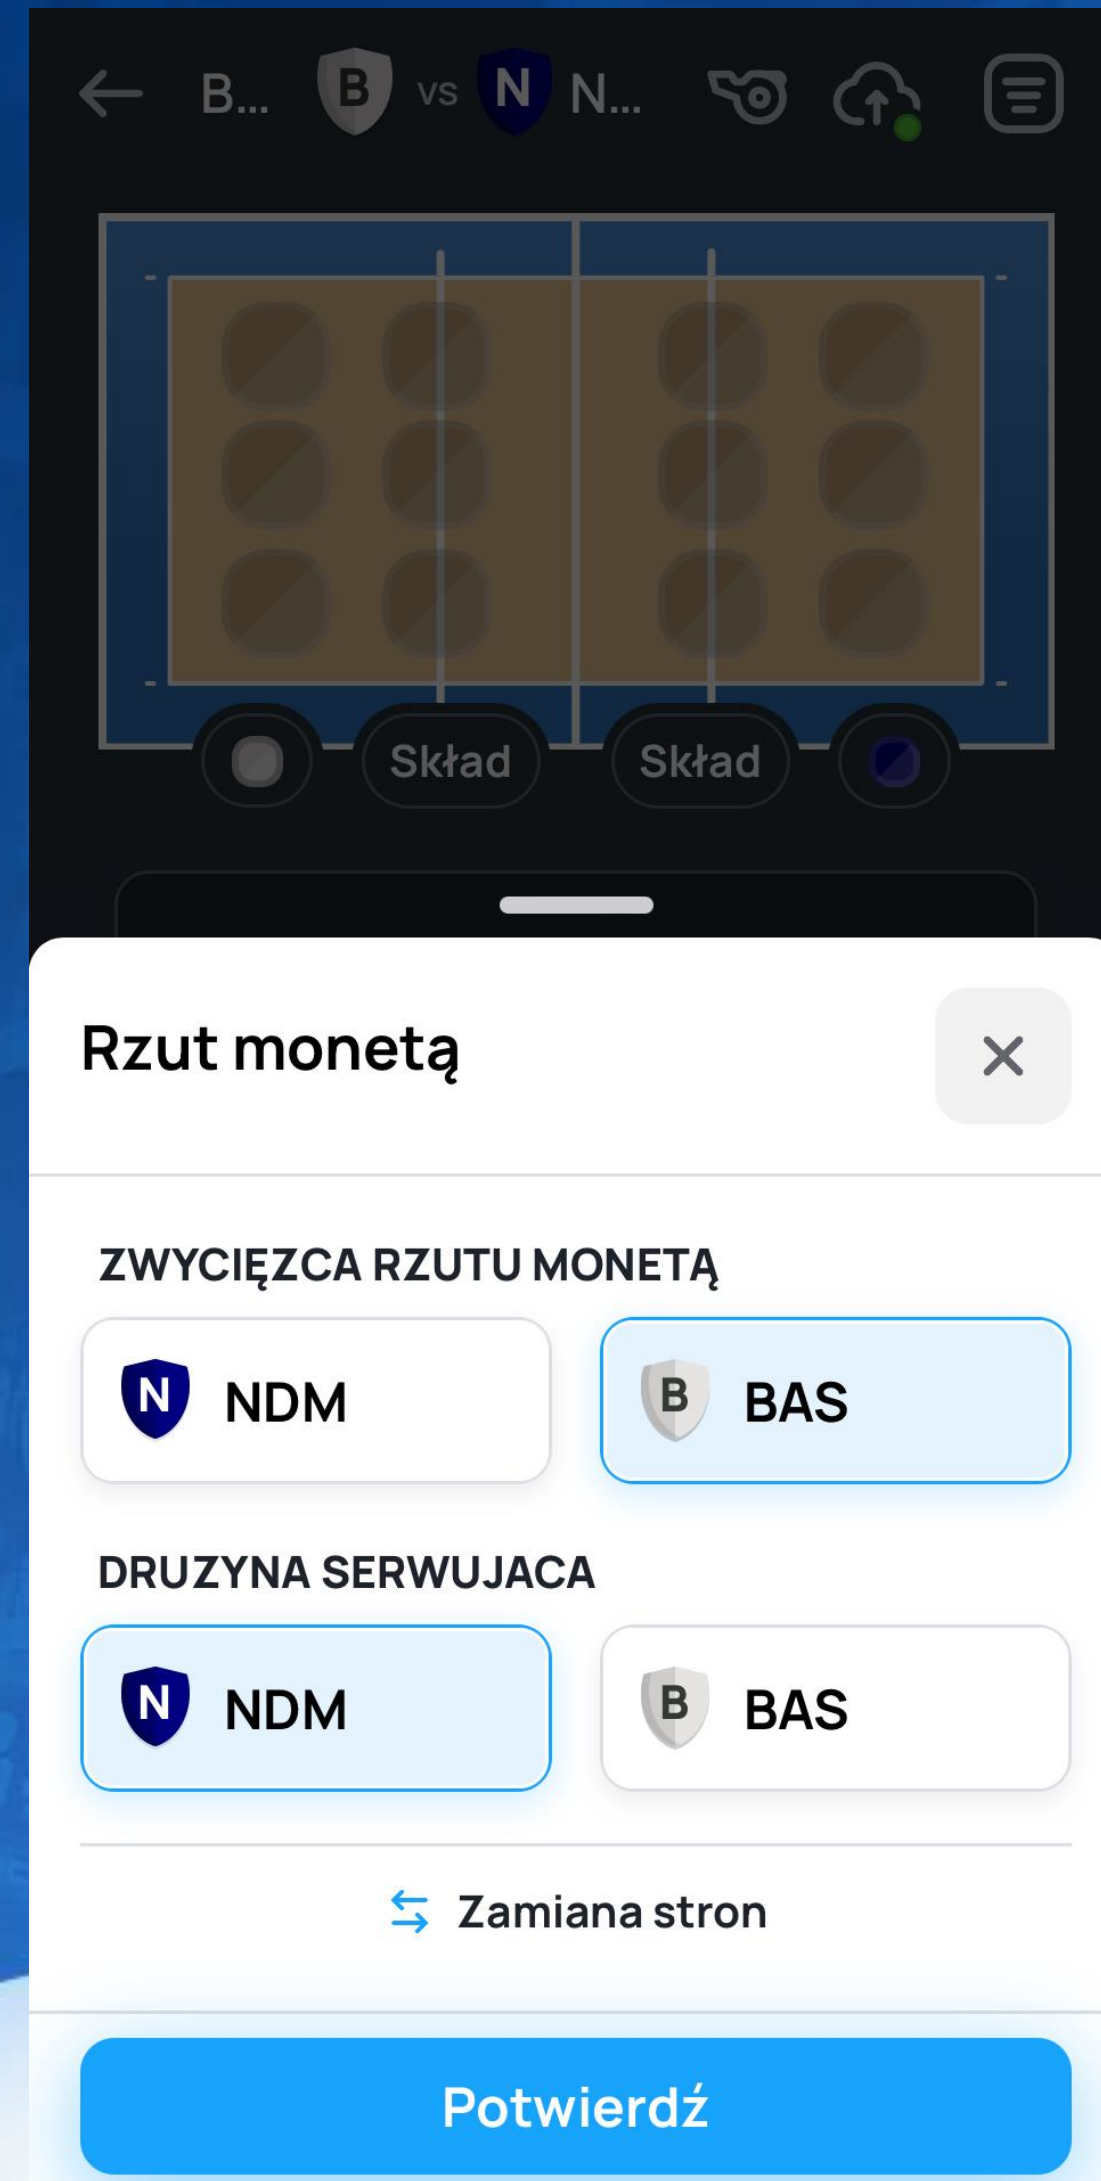 B... B vs N N...
Skład Skład
Rzut monetą
ZWYCIĘZCA RZUTU MONETĄ
N NDM B BAS
DRUZYNA SERWUJACA
N NDM B BAS
Zamiana stron
Potwierdź